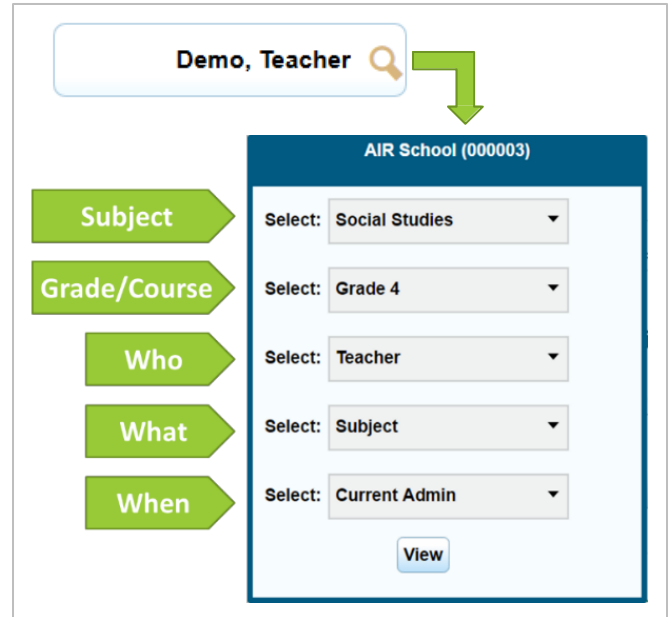 Demo, Teacher
AIR School (000003)
Subject Select: Social Studies
Grade/Course Select: Grade 4
Who Select: Teacher
What Select: Subject
When Select: Current Admin
View